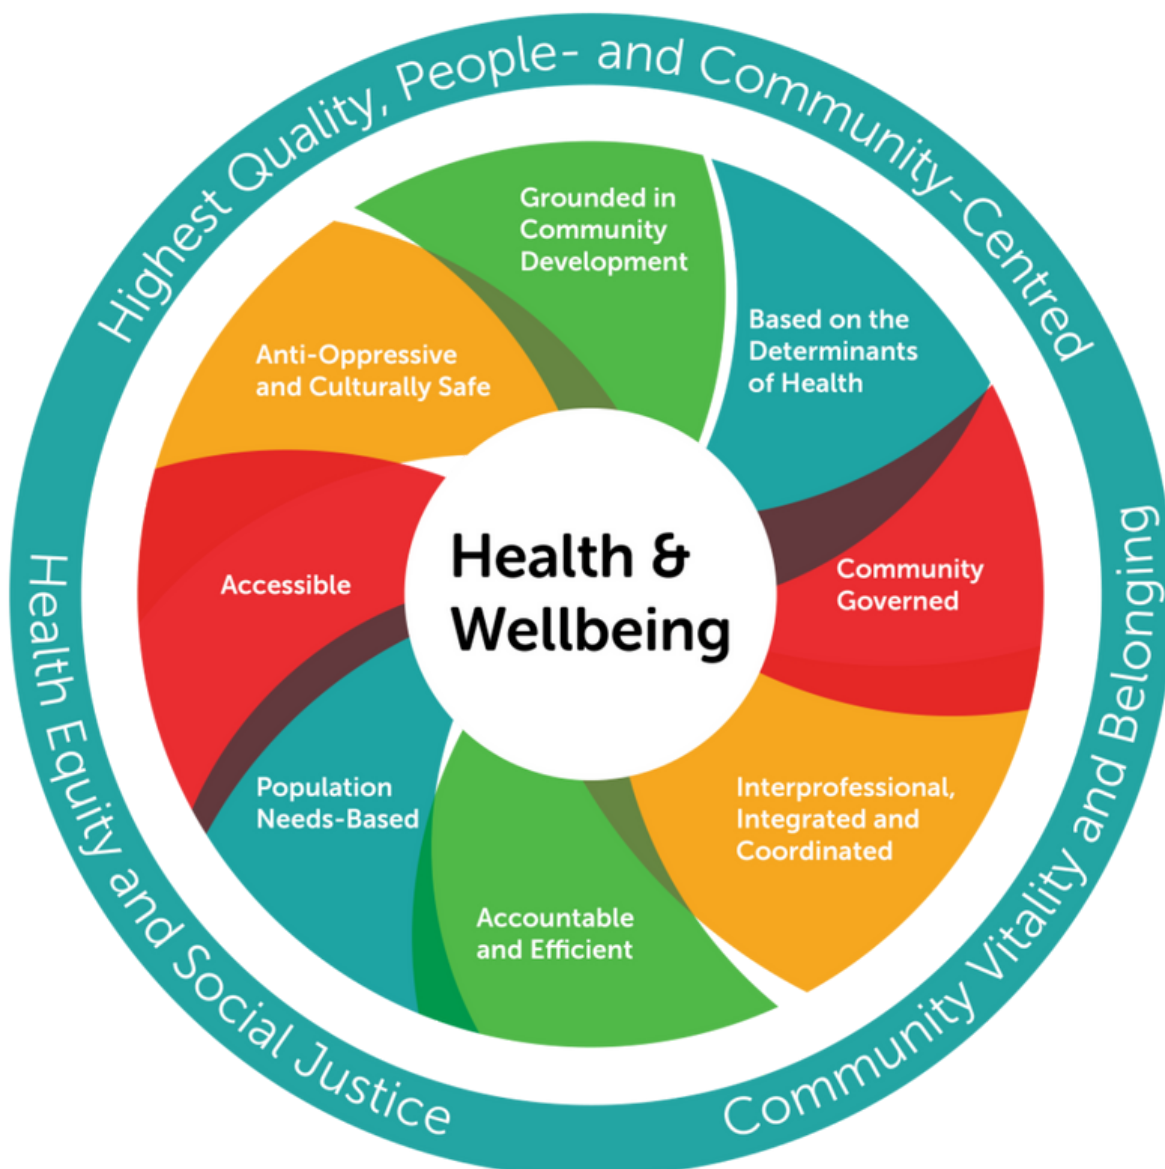 Highest Quality, People- and Community-Centred
Grounded in
Community
Development
Based on the
Determinants
of Health
Anti-Oppressive
and Culturally Safe
Health &
Wellbeing
Community
Governed
Accessible
Population
Needs-Based
Interprofessional,
Integrated and
Coordinated
Accountable
and Efficient
Health Equity and Social Justice
Community Vitality and Belonging